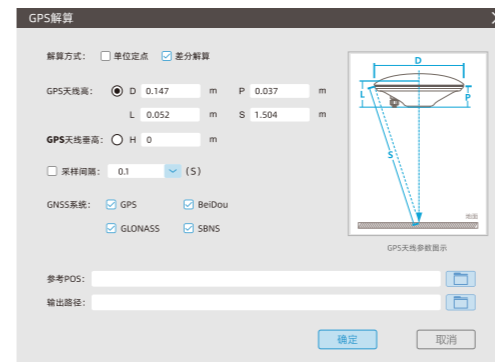 GPS解算
解算方式: 单位定点 差分解算
GPS天线高: D 0.147 m P 0.037 m
L 0.052 m S 1.504 m
GPS天线垂高: H 0 m
采样间隔: 0.1 (S)
GNSS系统: GPS BeiDou
GLONASS SBNS
D
L
P
S
地面
GPS天线参数图示
参考POS:
输出路径:
确定 取消